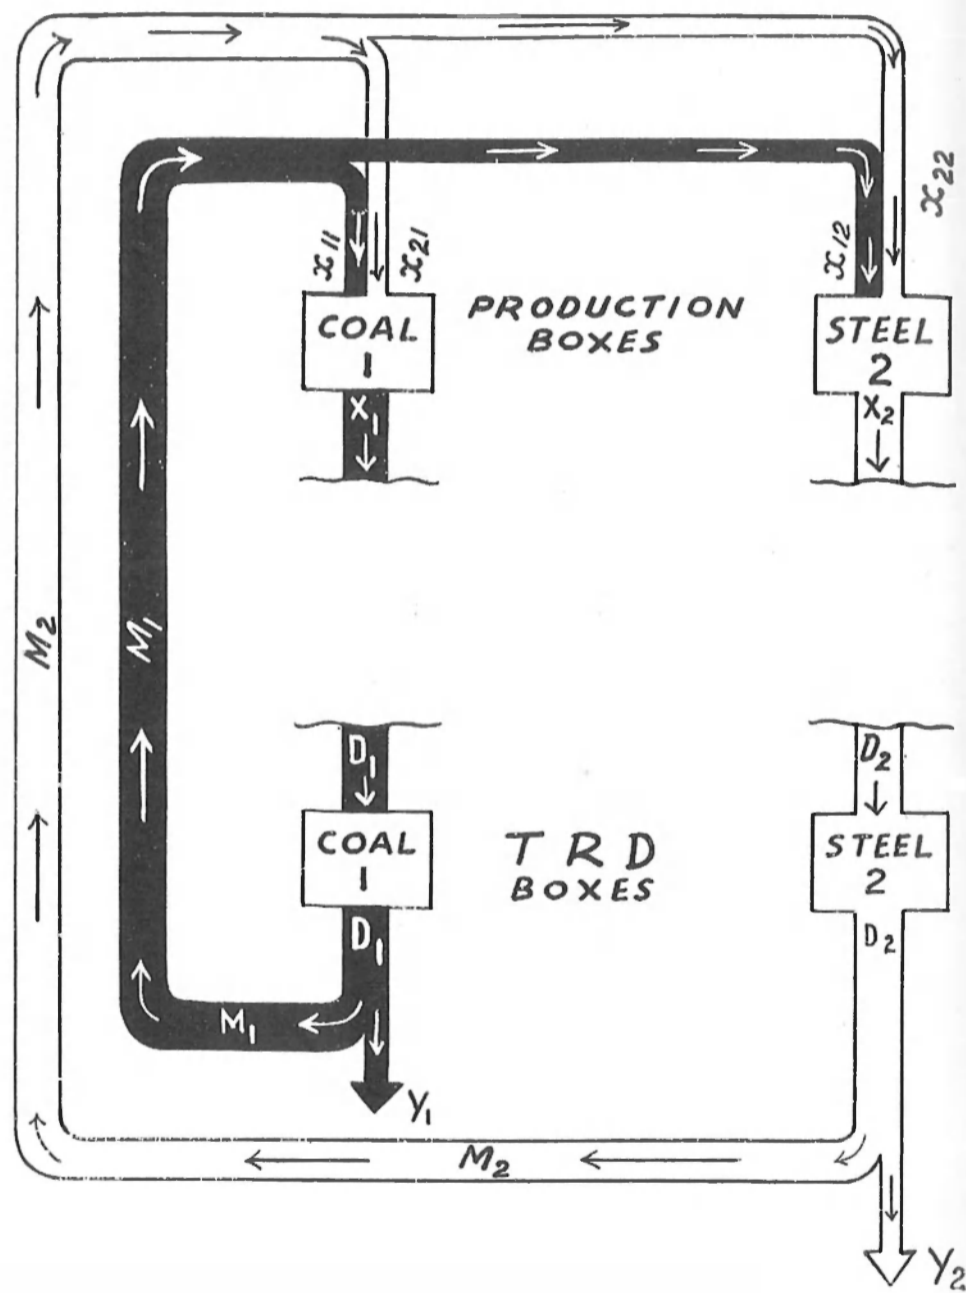 x22
x11
x21
x12
COAL
1
PRODUCTION
BOXES
STEEL
2
X1
X2
M2
M1
D1
D2
COAL
1
T R D
BOXES
STEEL
2
D1
D2
M1
Y1
M2
Y2